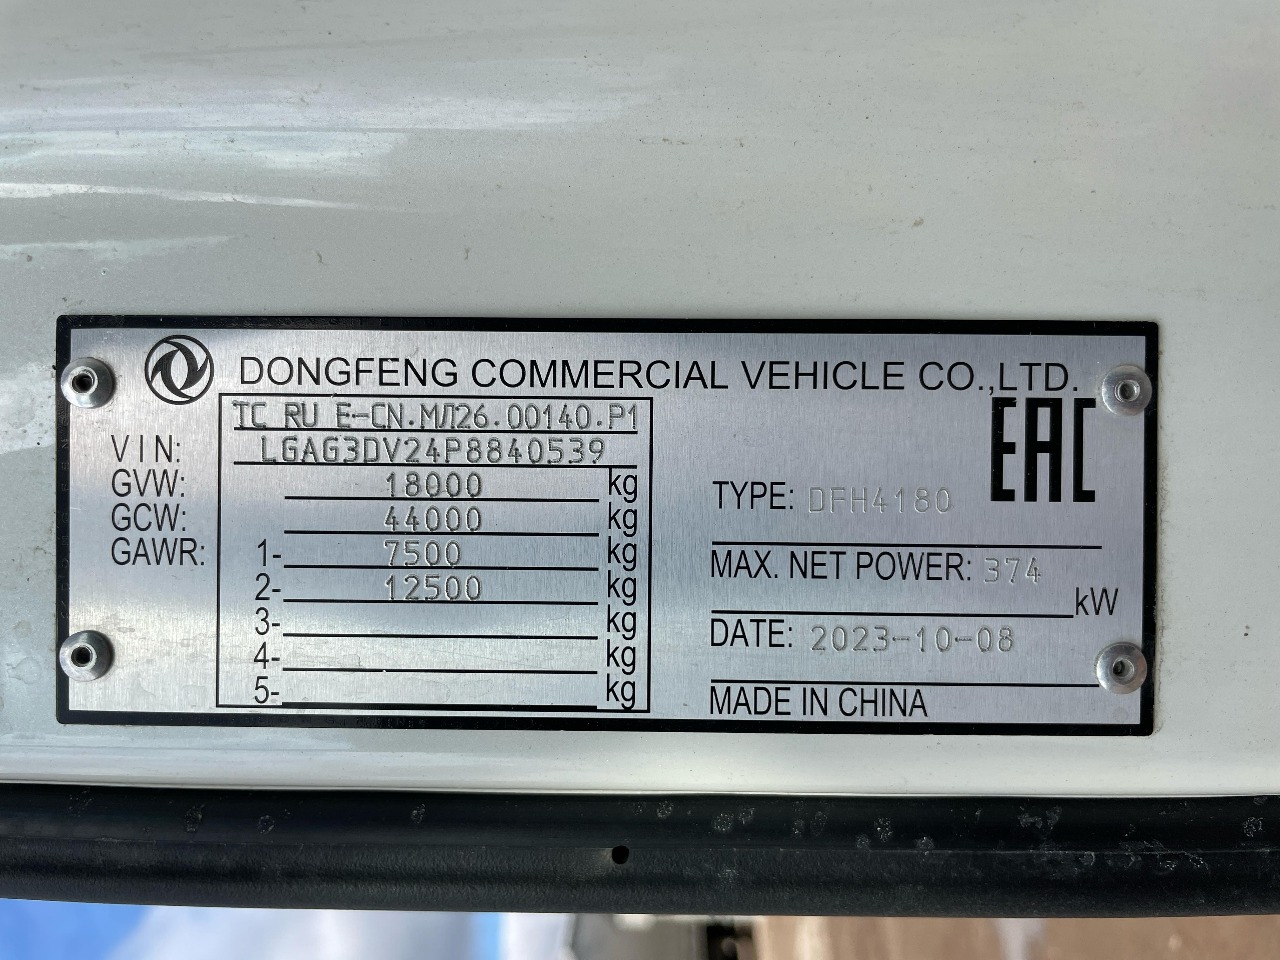 DONGFENG COMMERCIAL VEHICLE CO.,LTD.
TC RU E-CN.МЛ26.00140.P1
VIN: LGAG3DV24P8840539
GVW: 18000 kg
GCW: 44000 kg
GAWR: 1- 7500 kg
2- 12500 kg
3- kg
4- kg
5- kg
EAC
TYPE: DFH4180
MAX. NET POWER: 374 kW
DATE: 2023-10-08
MADE IN CHINA